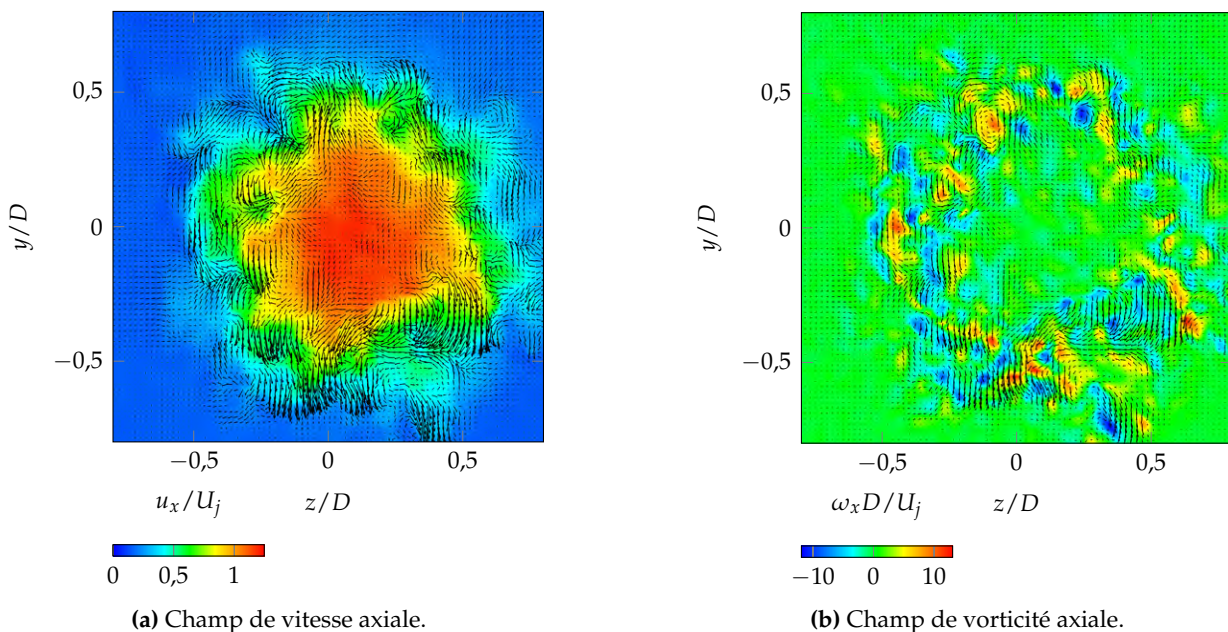 0,5
0
−0,5
y/D
−0,5 0 0,5
u_x/U_j z/D
0 0,5 1
(a) Champ de vitesse axiale.
0,5
0
−0,5
y/D
−0,5 0 0,5
ω_xD/U_j z/D
−10 0 10
(b) Champ de vorticité axiale.